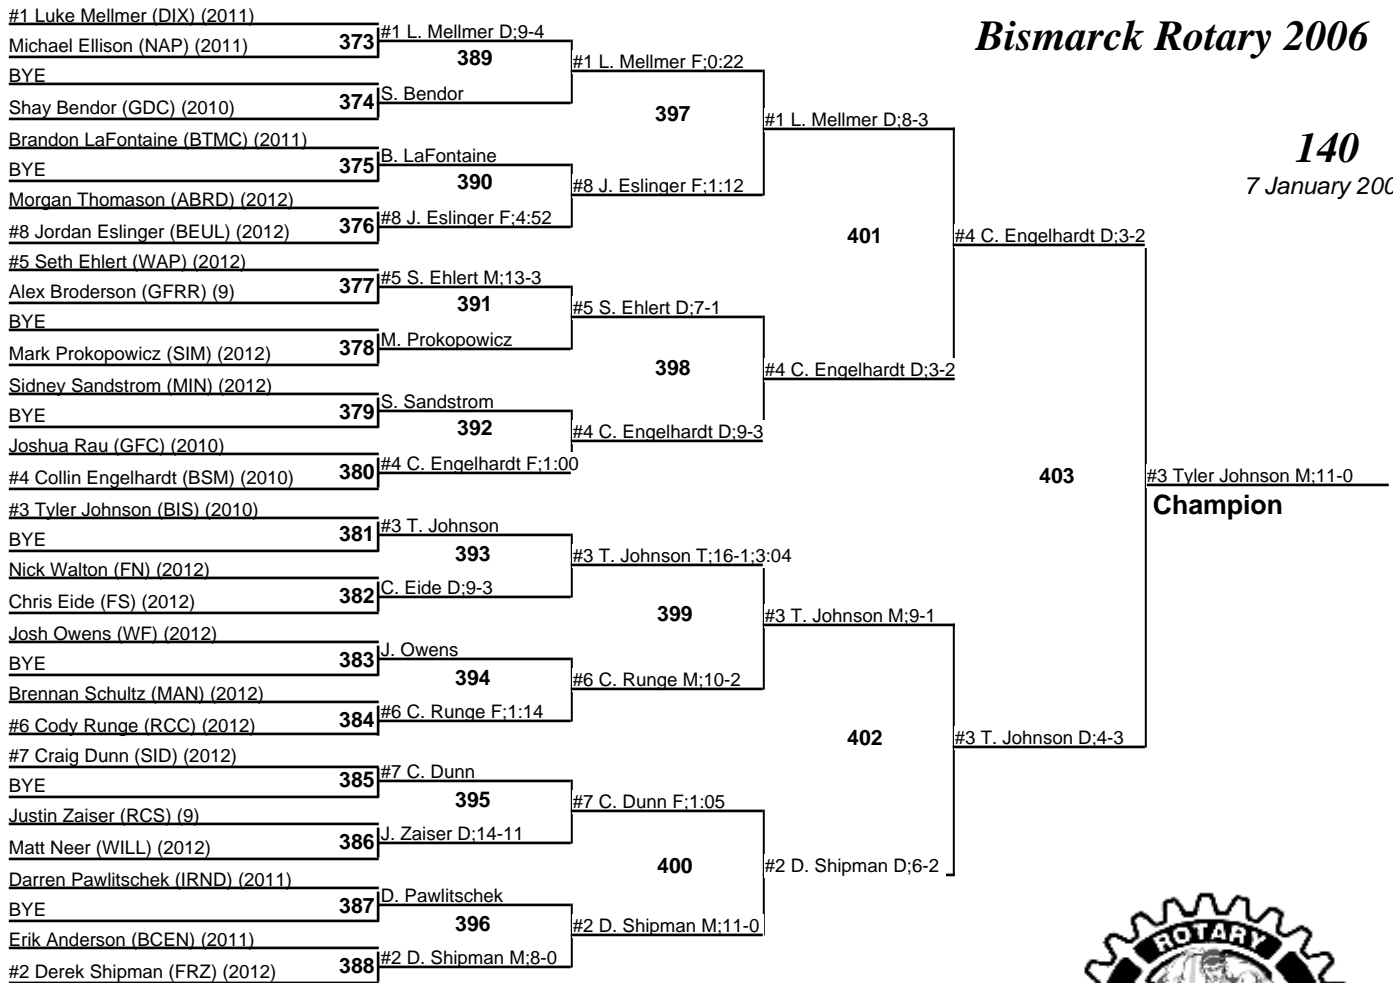 Bismarck Rotary 2006
140
7 January 200
#1 Luke Mellmer (DIX) (2011)
Michael Ellison (NAP) (2011)
BYE
Shay Bendor (GDC) (2010)
Brandon LaFontaine (BTMC) (2011)
BYE
Morgan Thomason (ABRD) (2012)
#8 Jordan Eslinger (BEUL) (2012)
#5 Seth Ehlert (WAP) (2012)
Alex Broderson (GFRR) (9)
BYE
Mark Prokopowicz (SIM) (2012)
Sidney Sandstrom (MIN) (2012)
BYE
Joshua Rau (GFC) (2010)
#4 Collin Engelhardt (BSM) (2010)
#3 Tyler Johnson (BIS) (2010)
BYE
Nick Walton (FN) (2012)
Chris Eide (FS) (2012)
Josh Owens (WF) (2012)
BYE
Brennan Schultz (MAN) (2012)
#6 Cody Runge (RCC) (2012)
#7 Craig Dunn (SID) (2012)
BYE
Justin Zaiser (RCS) (9)
Matt Neer (WILL) (2012)
Darren Pawlitschek (IRND) (2011)
BYE
Erik Anderson (BCEN) (2011)
#2 Derek Shipman (FRZ) (2012)
373
374
375
376
377
378
379
380
381
382
383
384
385
386
387
388
#1 L. Mellmer D;9-4
S. Bendor
B. LaFontaine
#8 J. Eslinger F;4:52
#5 S. Ehlert M;13-3
M. Prokopowicz
S. Sandstrom
#4 C. Engelhardt F;1:00
#3 T. Johnson
C. Eide D;9-3
J. Owens
#6 C. Runge F;1:14
#7 C. Dunn
J. Zaiser D;14-11
D. Pawlitschek
#2 D. Shipman M;8-0
389
390
391
392
393
394
395
396
#1 L. Mellmer F;0:22
#8 J. Eslinger F;1:12
#5 S. Ehlert D;7-1
#4 C. Engelhardt D;9-3
#3 T. Johnson T;16-1;3:04
#6 C. Runge M;10-2
#7 C. Dunn F;1:05
#2 D. Shipman M;11-0
397
398
399
400
#1 L. Mellmer D;8-3
#4 C. Engelhardt D;3-2
#3 T. Johnson M;9-1
#2 D. Shipman D;6-2
401
402
#4 C. Engelhardt D;3-2
#3 T. Johnson D;4-3
403
#3 Tyler Johnson M;11-0
Champion
ROTARY